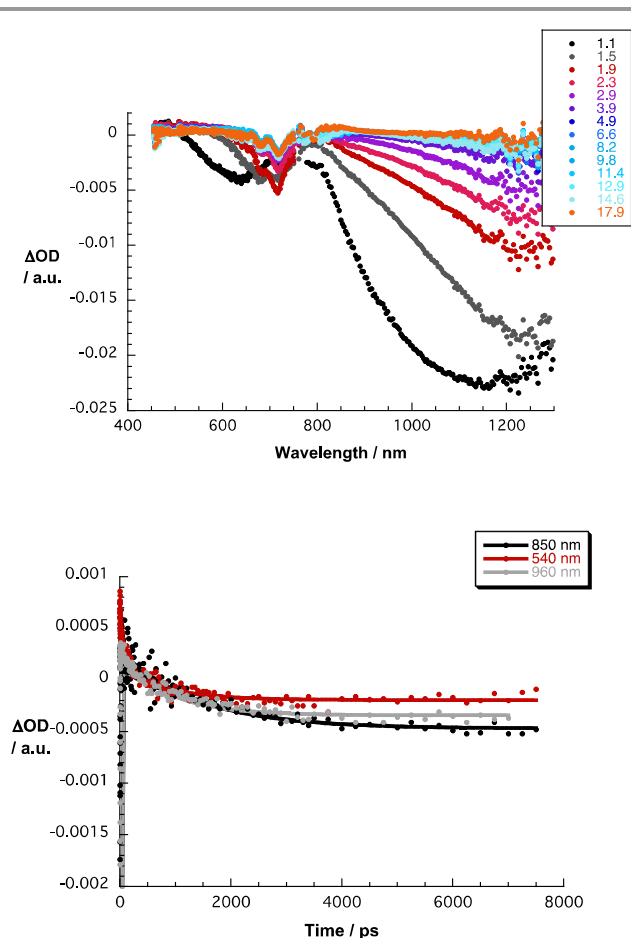 1.1
1.5
1.9
2.3
2.9
3.9
4.9
6.6
8.2
9.8
11.4
12.9
14.6
17.9
0
-0.005
-0.01
-0.015
-0.02
-0.025
ΔOD
/ a.u.
400 600 800 1000 1200
Wavelength / nm
850 nm
540 nm
960 nm
0.001
0.0005
0
-0.0005
-0.001
-0.0015
-0.002
ΔOD
/ a.u.
0 2000 4000 6000 8000
Time / ps